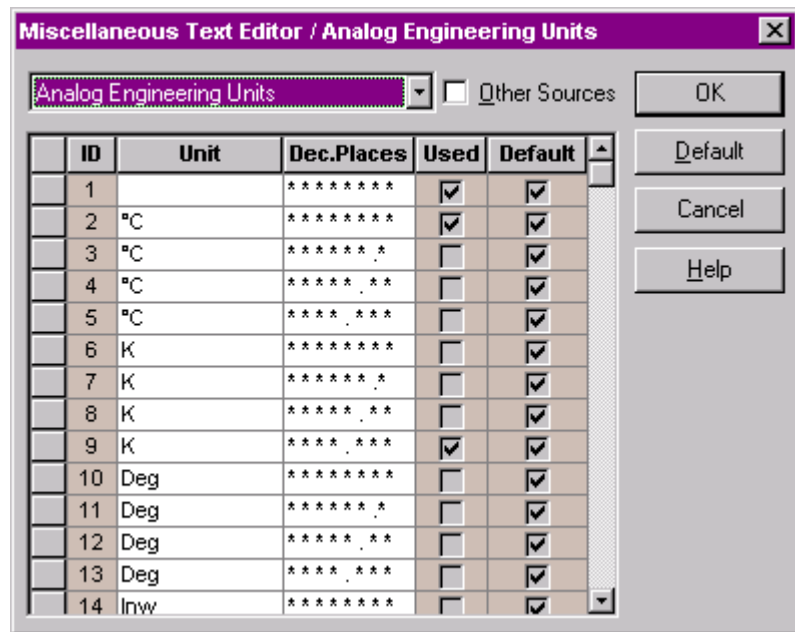 Miscellaneous Text Editor / Analog Engineering Units
Analog Engineering Units Other Sources OK
ID Unit Dec.Places Used Default Default
1 * * * * * * * *
2 °C * * * * * * * *
Cancel
3 °C * * * * * * .*
4 °C * * * * * . * *
Help
5 °C * * * * . * * *
6 K * * * * * * * *
7 K * * * * * * .*
8 K * * * * * . * *
9 K * * * * . * * *
10 Deg * * * * * * * *
11 Deg * * * * * * .*
12 Deg * * * * * . * *
13 Deg * * * * . * * *
14 Inw * * * * * * * *